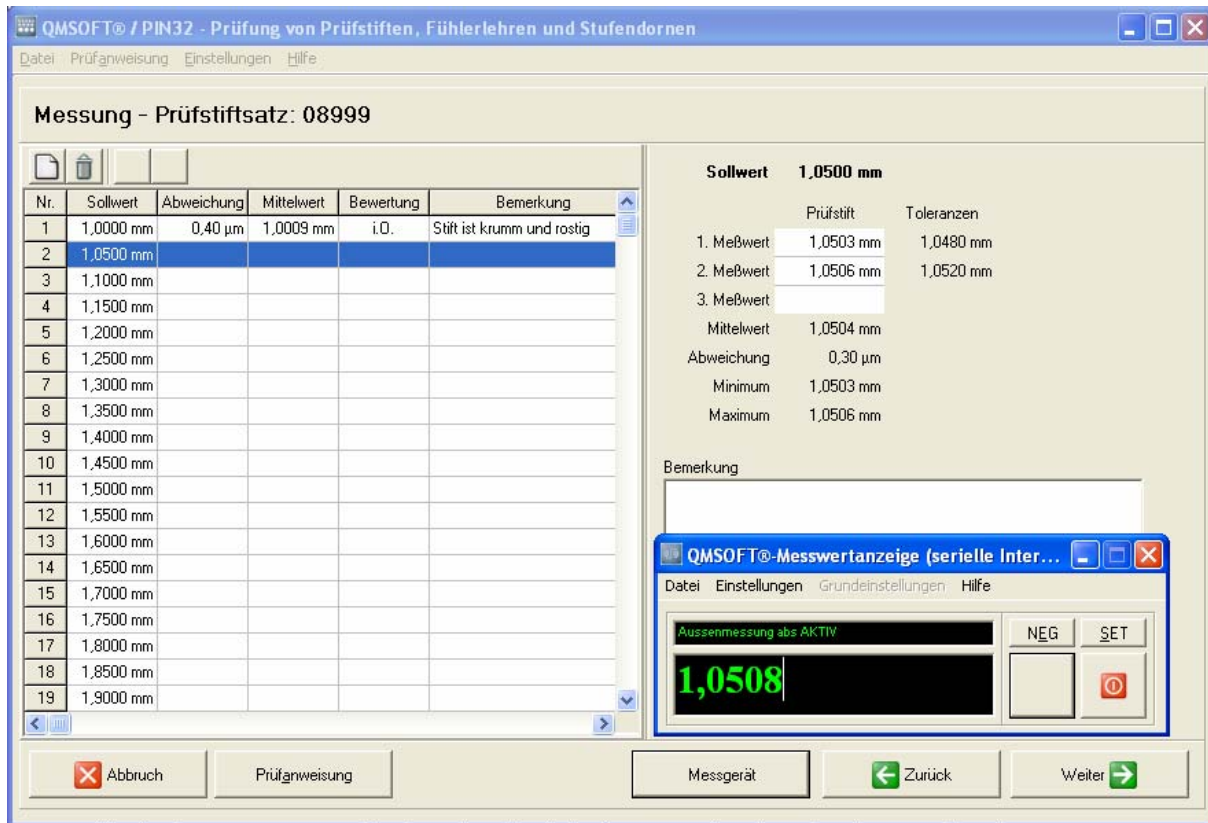 QMSOFT® / PIN32 - Prüfung von Prüfstiften, Fühlerlehren und Stufendornen
Datei Prüfanweisung Einstellungen Hilfe
Messung - Prüfstiftsatz: 08999
Nr. Sollwert Abweichung Mittelwert Bewertung Bemerkung
1 1,0000 mm 0,40 µm 1,0009 mm i.O. Stift ist krumm und rostig
2 1,0500 mm
3 1,1000 mm
4 1,1500 mm
5 1,2000 mm
6 1,2500 mm
7 1,3000 mm
8 1,3500 mm
9 1,4000 mm
10 1,4500 mm
11 1,5000 mm
12 1,5500 mm
13 1,6000 mm
14 1,6500 mm
15 1,7000 mm
16 1,7500 mm
17 1,8000 mm
18 1,8500 mm
19 1,9000 mm
Sollwert 1,0500 mm
Prüfstift Toleranzen
1. Meßwert 1,0503 mm 1,0480 mm
2. Meßwert 1,0506 mm 1,0520 mm
3. Meßwert
Mittelwert 1,0504 mm
Abweichung 0,30 µm
Minimum 1,0503 mm
Maximum 1,0506 mm
Bemerkung
QMSOFT®-Messwertanzeige (serielle Inter...
Datei Einstellungen Grundeinstellungen Hilfe
Aussenmessung abs AKTIV
NEG SET
1,0508
Abbruch Prüfanweisung Messgerät Zurück Weiter